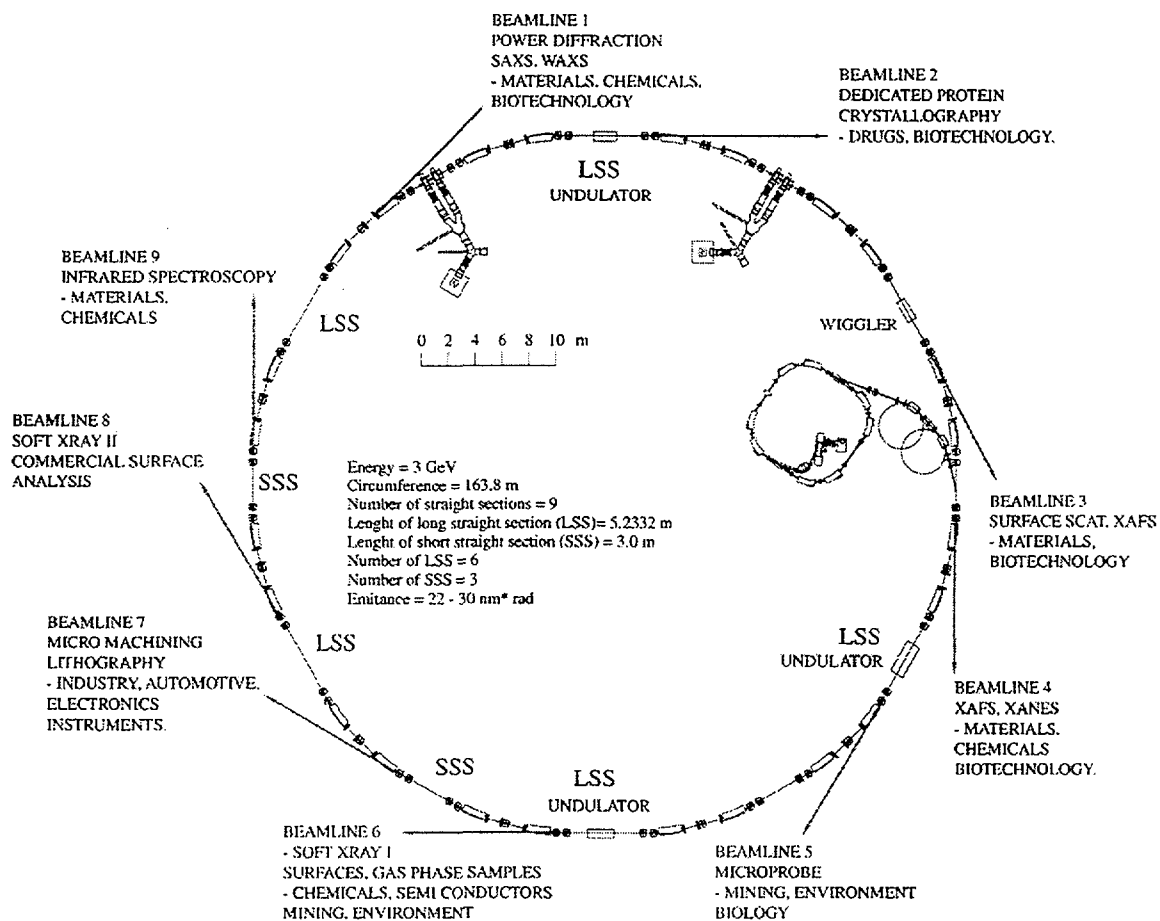 BEAMLINE 1
POWER DIFFRACTION
SAXS, WAXS
- MATERIALS, CHEMICALS,
BIOTECHNOLOGY
BEAMLINE 2
DEDICATED PROTEIN
CRYSTALLOGRAPHY
- DRUGS, BIOTECHNOLOGY.
LSS
UNDULATOR
BEAMLINE 9
INFRARED SPECTROSCOPY
- MATERIALS,
CHEMICALS
LSS
0 2 4 6 8 10 m
WIGGLER
BEAMLINE 8
SOFT XRAY II
COMMERCIAL SURFACE
ANALYSIS
SSS
Energy = 3 GeV
Circumference = 163.8 m
Number of straight sections = 9
Lenght of long straight section (LSS)= 5.2332 m
Lenght of short straight section (SSS) = 3.0 m
Number of LSS = 6
Number of SSS = 3
Emitance = 22 - 30 nm* rad
BEAMLINE 3
SURFACE SCAT, XAFS
- MATERIALS,
BIOTECHNOLOGY
BEAMLINE 7
MICRO MACHINING
LITHOGRAPHY
- INDUSTRY, AUTOMOTIVE,
ELECTRONICS
INSTRUMENTS.
LSS
LSS
UNDULATOR
BEAMLINE 4
XAFS, XANES
- MATERIALS,
CHEMICALS
BIOTECHNOLOGY.
SSS
LSS
UNDULATOR
BEAMLINE 6
- SOFT XRAY I
SURFACES, GAS PHASE SAMPLES
- CHEMICALS, SEMI CONDUCTORS
MINING, ENVIRONMENT
BEAMLINE 5
MICROPROBE
- MINING, ENVIRONMENT
BIOLOGY